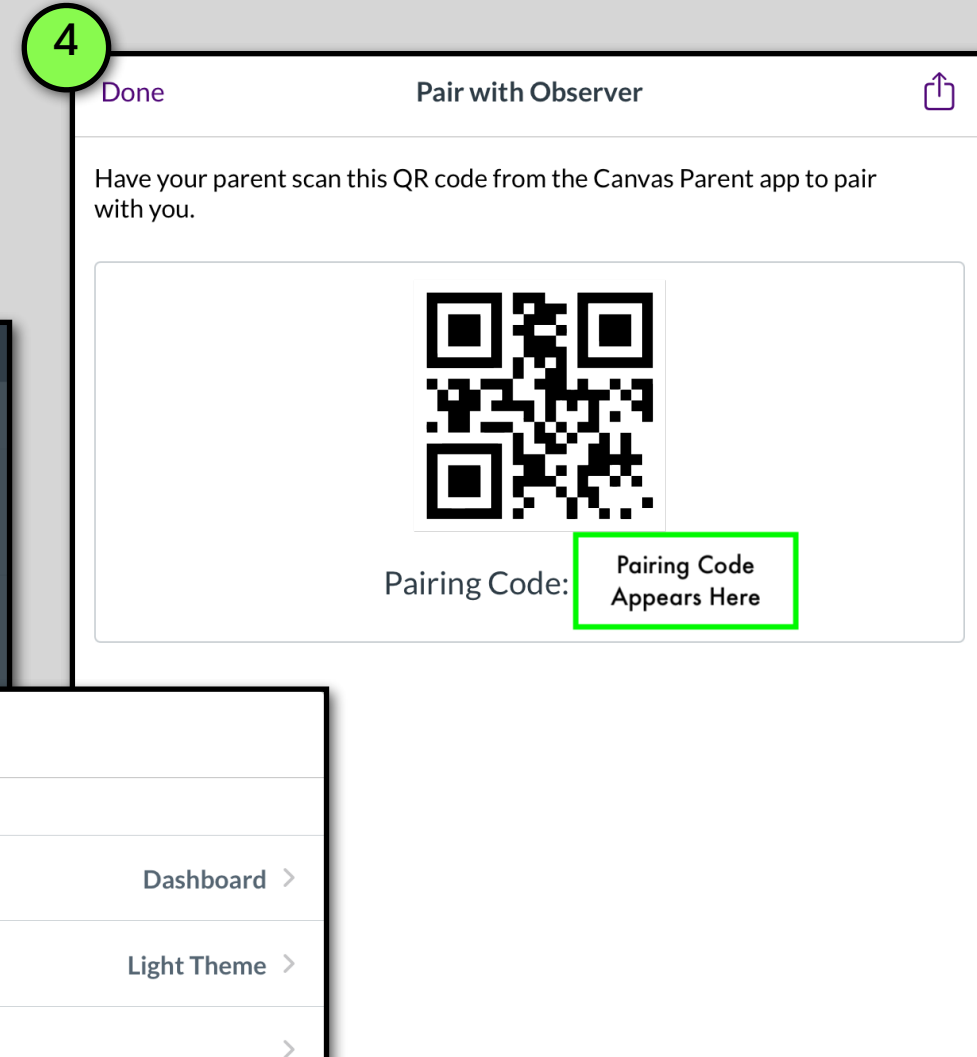 4
Done
Pair with Observer
Have your parent scan this QR code from the Canvas Parent app to pair
with you.
Pairing Code:
Pairing Code
Appears Here
Dashboard
Light Theme